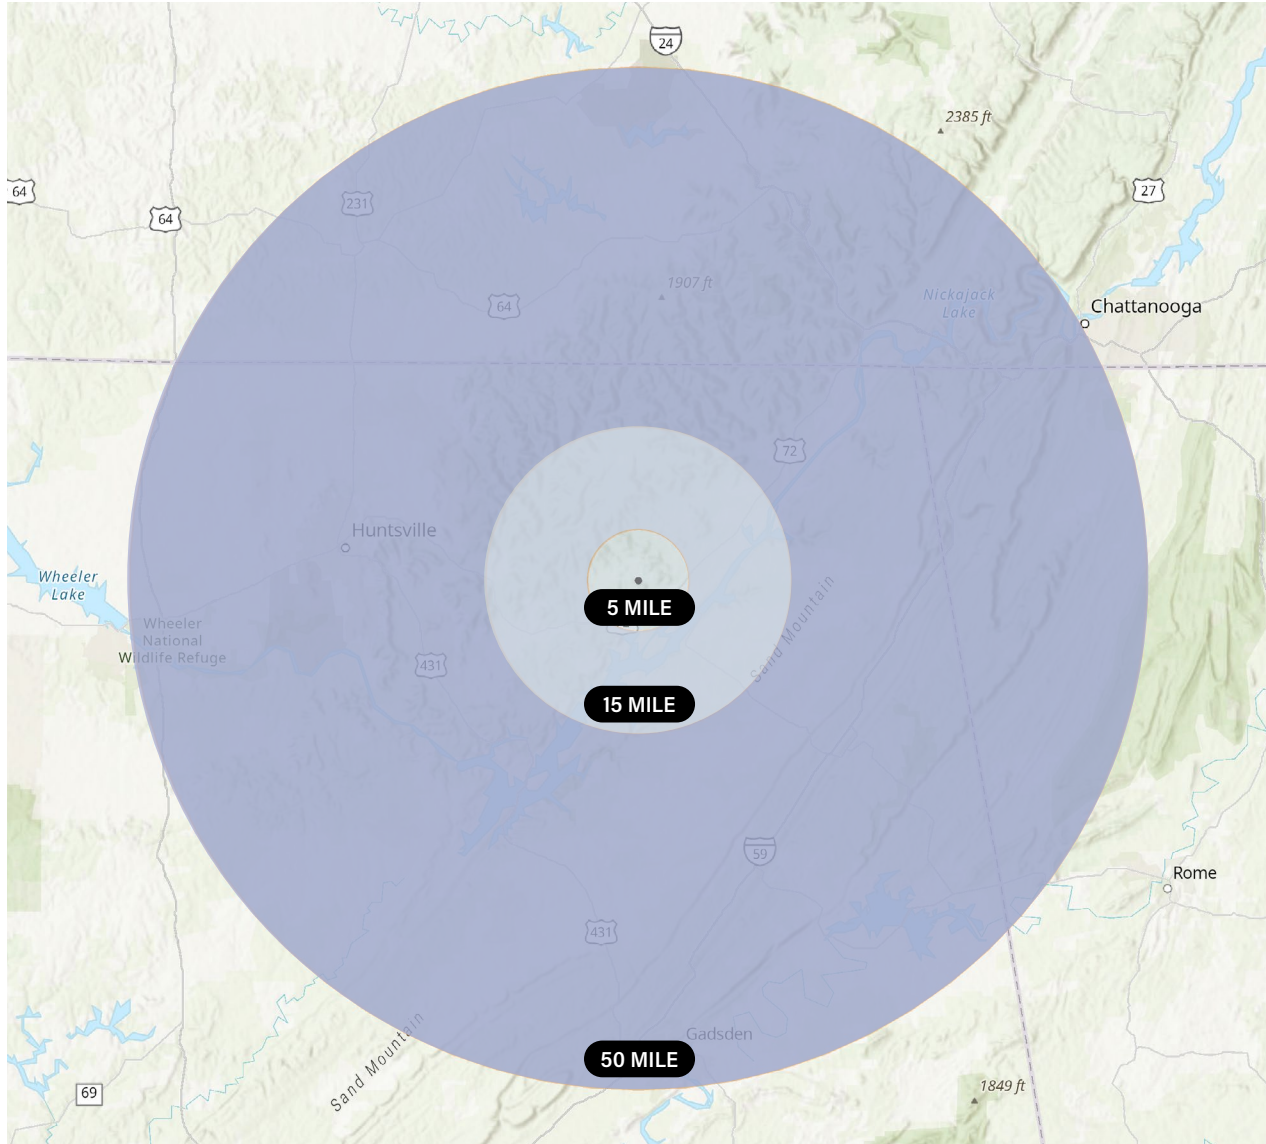 24
2385 ft
64
27
231
64
1907 ft
64
Nickajack
Lake
Chattanooga
72
Huntsville
Wheeler
Lake
5 MILE
Wheeler
National
Wildlife Refuge
Sand Mountain
431
15 MILE
59
Rome
431
Gadsden
50 MILE
Sand Mountain
69
1849 ft